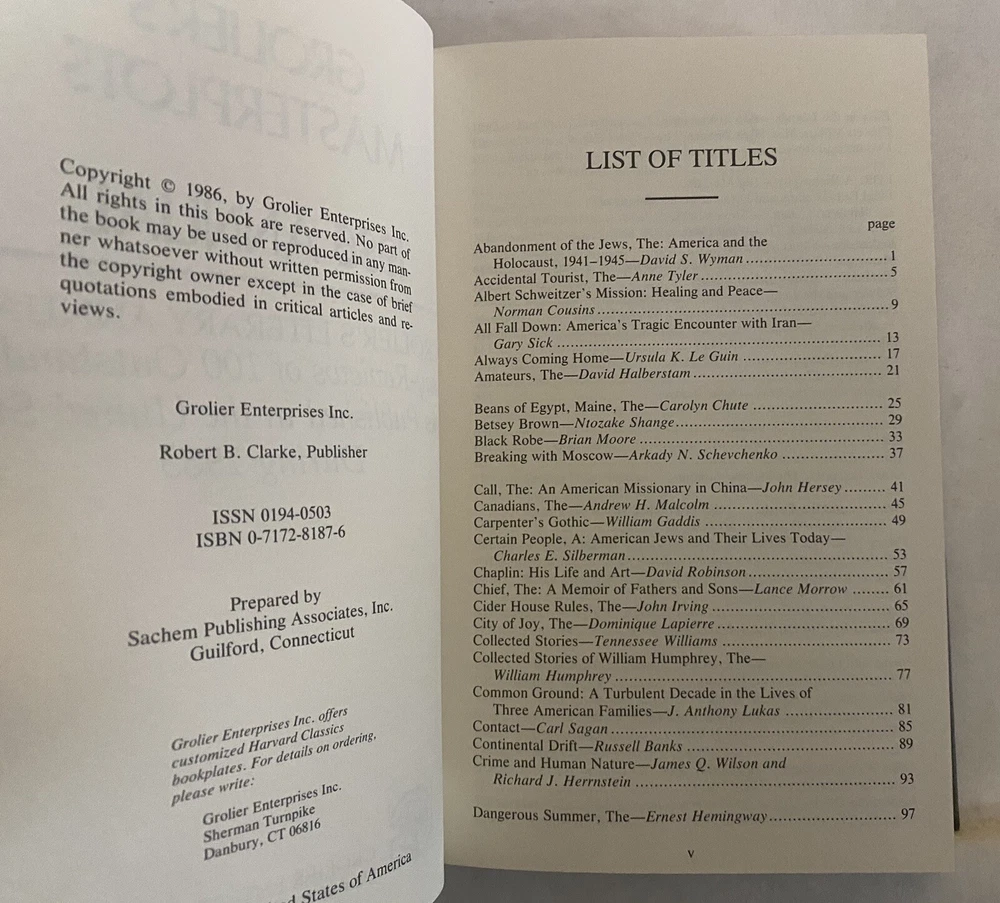 Copyright © 1986, by Grolier Enterprises Inc.
All rights in this book are reserved. No part of
the book may be used or reproduced in any man-
ner whatsoever without written permission from
the copyright owner except in the case of brief
quotations embodied in critical articles and re-
views.
Grolier Enterprises Inc.
Robert B. Clarke, Publisher
ISSN 0194-0503
ISBN 0-7172-8187-6
Prepared by
Sachem Publishing Associates, Inc.
Guilford, Connecticut
Grolier Enterprises Inc. offers
customized Harvard Classics
bookplates. For details on ordering,
please write:
Grolier Enterprises Inc.
Sherman Turnpike
Danbury, CT 06816
States of America
LIST OF TITLES
page
Abandonment of the Jews, The: America and the
Holocaust, 1941–1945—David S. Wyman ........ 1
Accidental Tourist, The—Anne Tyler ........ 5
Albert Schweitzer's Mission: Healing and Peace—
Norman Cousins ........ 9
All Fall Down: America's Tragic Encounter with Iran—
Gary Sick ........ 13
Always Coming Home—Ursula K. Le Guin ........ 17
Amateurs, The—David Halberstam ........ 21
Beans of Egypt, Maine, The—Carolyn Chute ........ 25
Betsey Brown—Ntozake Shange ........ 29
Black Robe—Brian Moore ........ 33
Breaking with Moscow—Arkady N. Schevchenko ........ 37
Call, The: An American Missionary in China—John Hersey ........ 41
Canadians, The—Andrew H. Malcolm ........ 45
Carpenter's Gothic—William Gaddis ........ 49
Certain People, A: American Jews and Their Lives Today—
Charles E. Silberman ........ 53
Chaplin: His Life and Art—David Robinson ........ 57
Chief, The: A Memoir of Fathers and Sons—Lance Morrow ........ 61
Cider House Rules, The—John Irving ........ 65
City of Joy, The—Dominique Lapierre ........ 69
Collected Stories—Tennessee Williams ........ 73
Collected Stories of William Humphrey, The—
William Humphrey ........ 77
Common Ground: A Turbulent Decade in the Lives of
Three American Families—J. Anthony Lukas ........ 81
Contact—Carl Sagan ........ 85
Continental Drift—Russell Banks ........ 89
Crime and Human Nature—James Q. Wilson and
Richard J. Herrnstein ........ 93
Dangerous Summer, The—Ernest Hemingway ........ 97
v